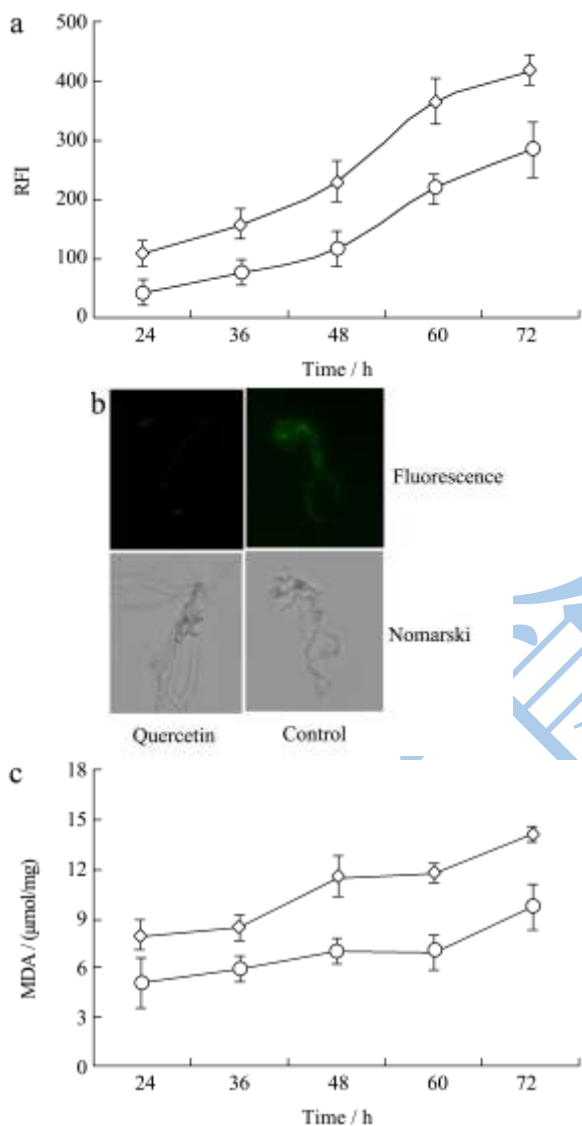 a
500
400
300
200
100
0
RFI
24 36 48 60 72
Time / h
b
Fluorescence
Nomarski
Quercetin Control
c
18
15
12
9
6
3
0
MDA / (μmol/mg)
24 36 48 60 72
Time / h